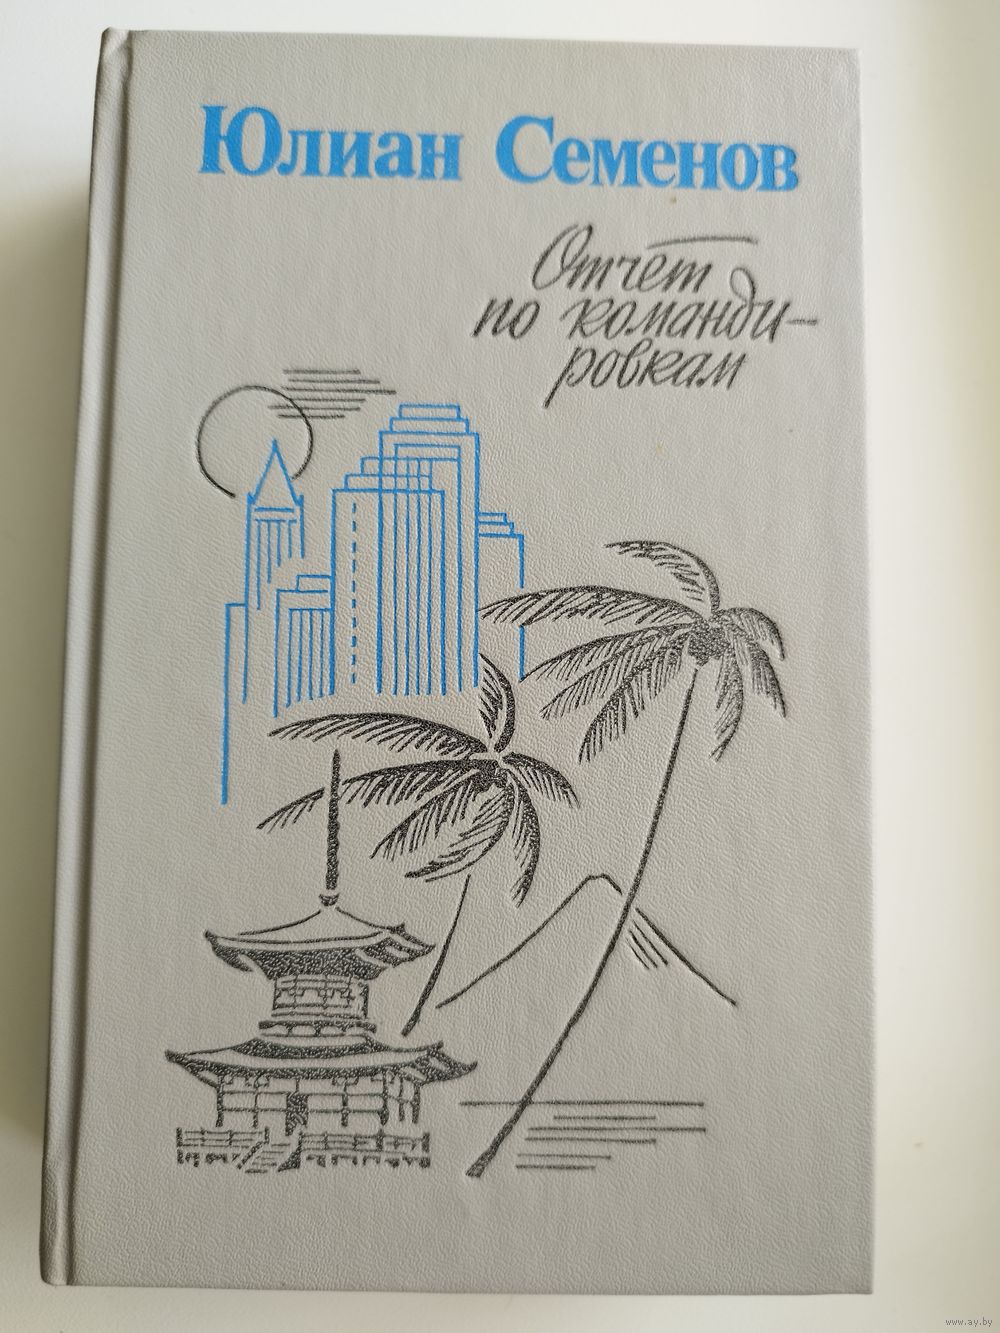 Юлиан Семенов
Отчет
по команди-
ровкам
www.ay.by